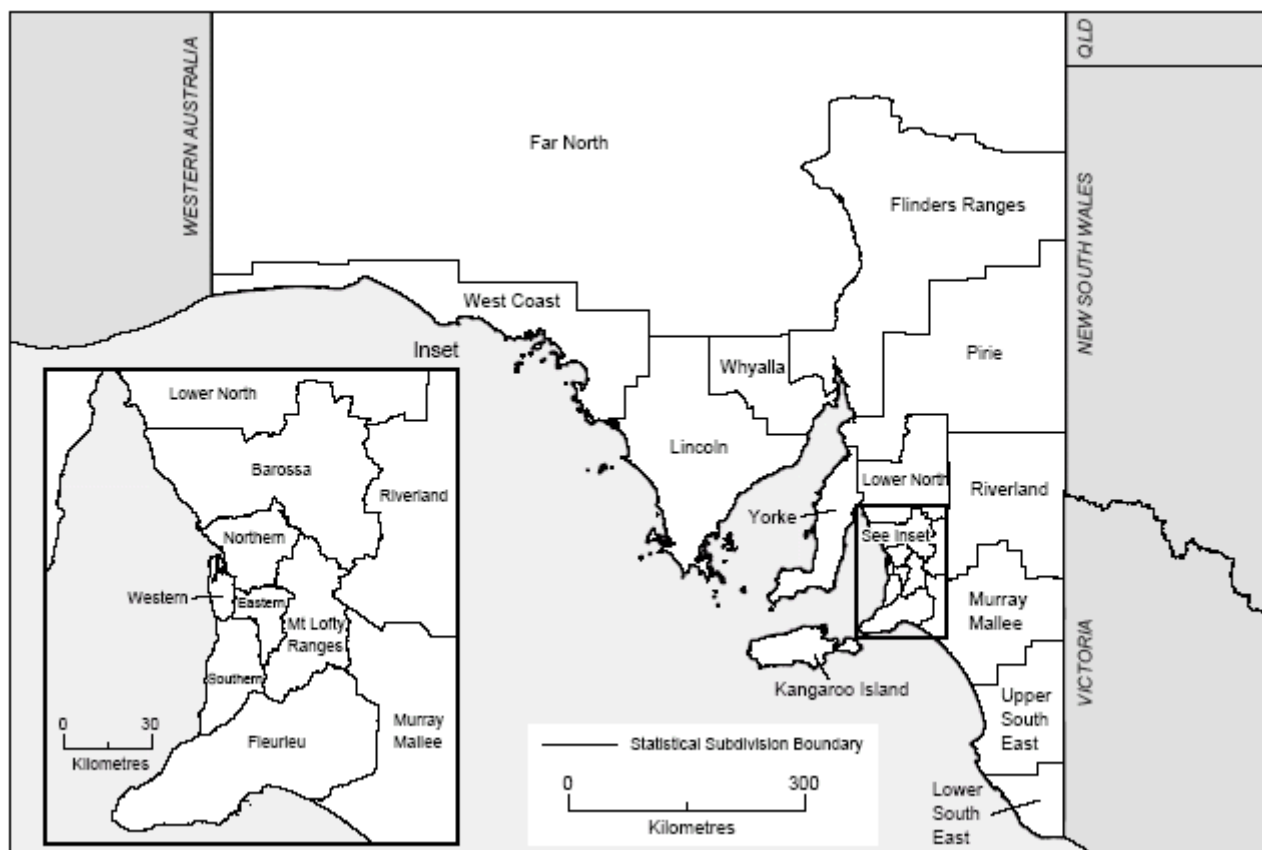 WESTERN AUSTRALIA
QLD
NEW SOUTH WALES
VICTORIA
Far North
Flinders Ranges
West Coast
Whyalla
Pirie
Lincoln
Lower North
Riverland
Yorke
See Inset
Murray
Mallee
Kangaroo Island
Upper
South
East
Lower
South
East
Inset
Lower North
Barossa
Riverland
Northern
Western
Eastern
Mt Lofty
Ranges
Southern
Fleurieu
Murray
Mallee
0 30
Kilometres
Statistical Subdivision Boundary
0 300
Kilometres